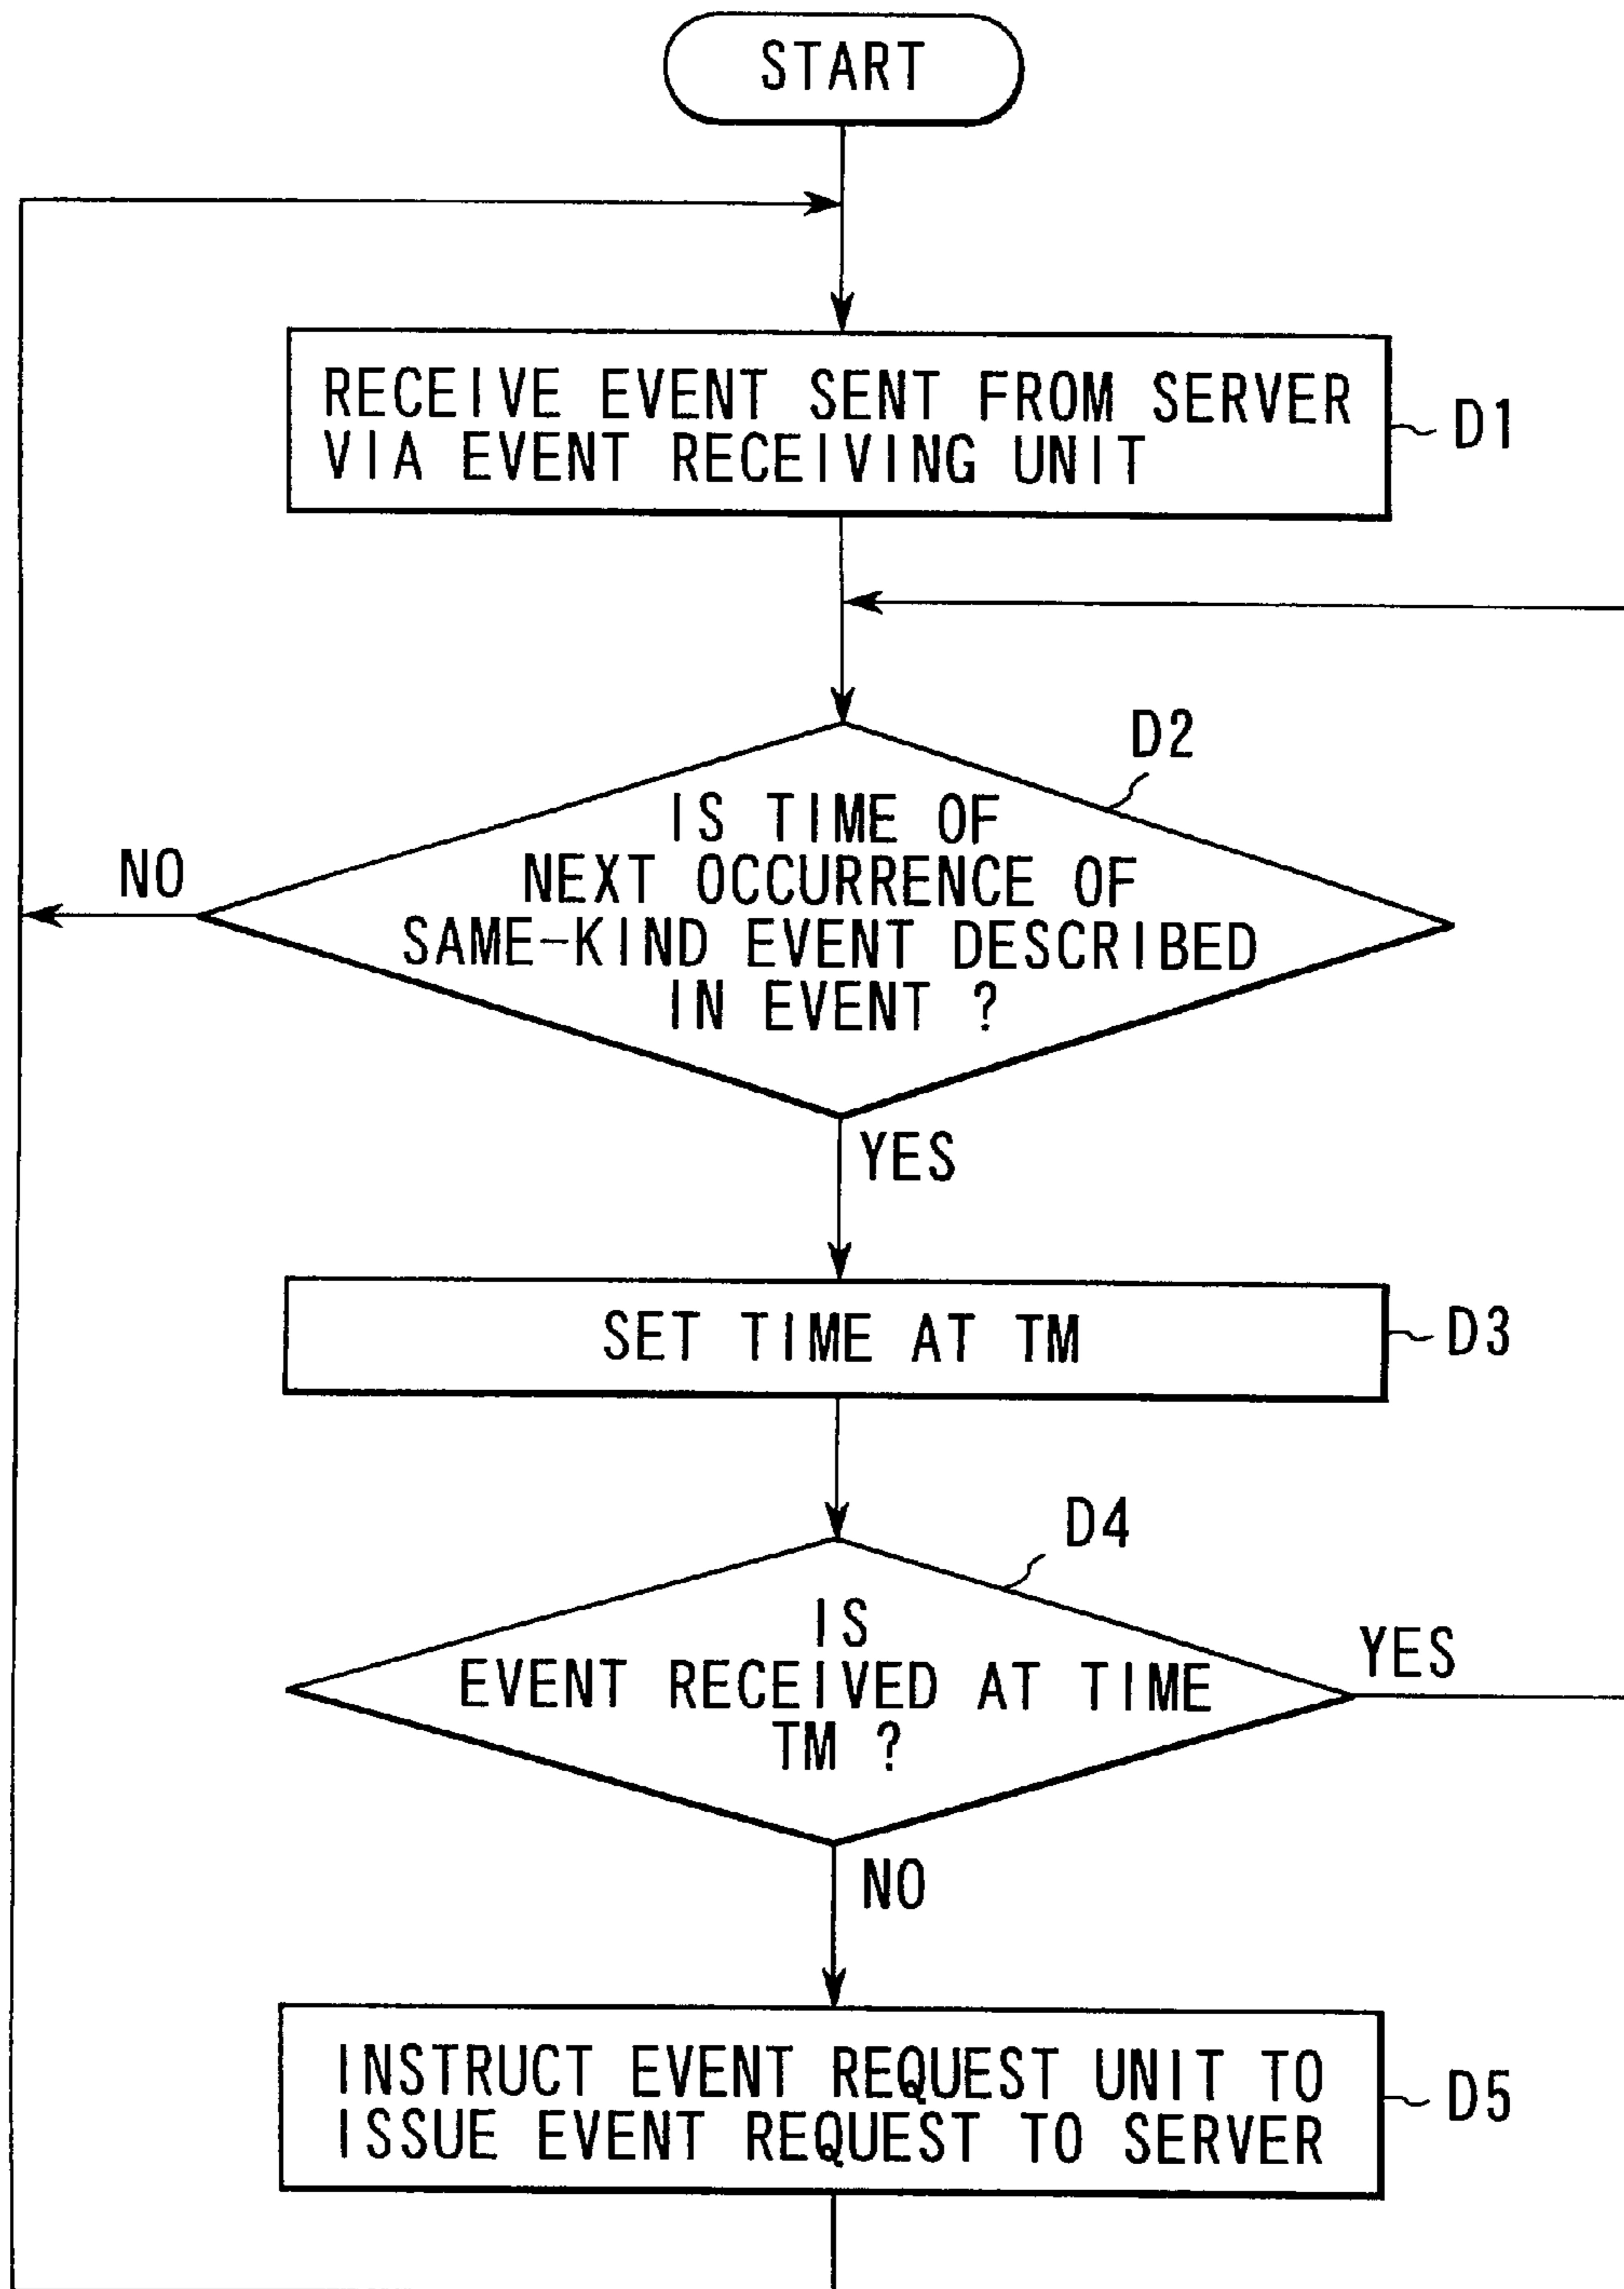 START
RECEIVE EVENT SENT FROM SERVER
VIA EVENT RECEIVING UNIT
D1
D2
IS TIME OF
NEXT OCCURRENCE OF
SAME-KIND EVENT DESCRIBED
IN EVENT ?
NO
YES
SET TIME AT TM
D3
D4
IS
EVENT RECEIVED AT TIME
TM ?
YES
NO
INSTRUCT EVENT REQUEST UNIT TO
ISSUE EVENT REQUEST TO SERVER
D5